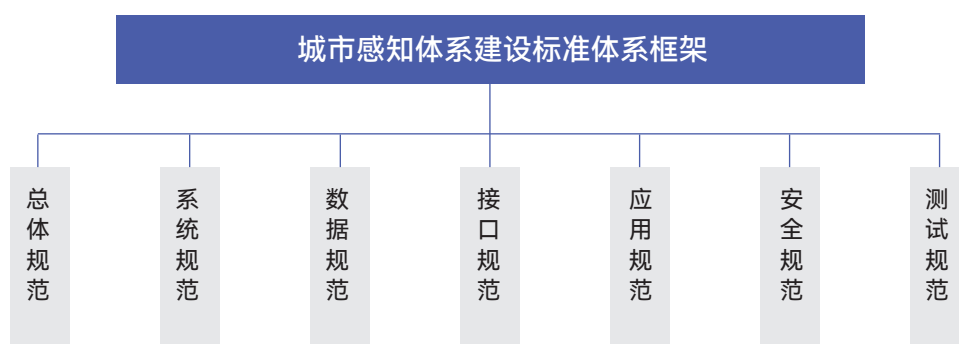 城市感知体系建设标准体系框架
总体规范
系统规范
数据规范
接口规范
应用规范
安全规范
测试规范